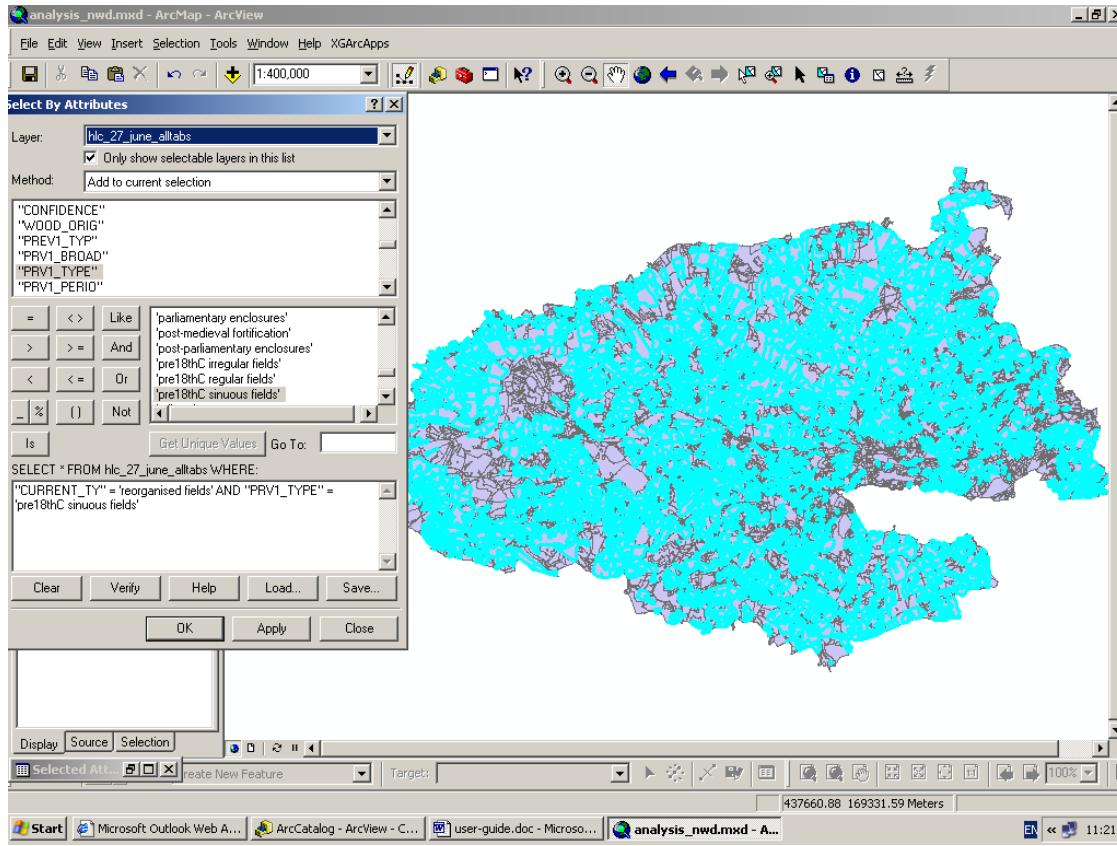 analysis_nwd.mxd - ArcMap - ArcView
File Edit View Insert Selection Tools Window Help XGArcApps
1:400,000
Select By Attributes
Layer: hlc_27_june_alltabs
Only show selectable layers in this list
Method: Add to current selection
"CONFIDENCE"
"WOOD_ORIG"
"PREV1_TYP"
"PRV1_BROAD"
"PRV1_TYPE"
"PRV1_PERIO"
= < > Like
> > = And
< < = Or
_ % ( ) Not
Is
'parliamentary enclosures'
'post-medieval fortification'
'post-parliamentary enclosures'
'pre18thC irregular fields'
'pre18thC regular fields'
'pre18thC sinuous fields'
Get Unique Values Go To:
SELECT * FROM hlc_27_june_alltabs WHERE:
"CURRENT_TY" = 'reorganised fields' AND "PRV1_TYPE" =
'pre18thC sinuous fields'
Clear Verify Help Load... Save...
OK Apply Close
Display Source Selection
Selected Att... reate New Feature Target: 100%
437660.88 169331.59 Meters
Start Microsoft Outlook Web A... ArcCatalog - ArcView - C... user-guide.doc - Microso... analysis_nwd.mxd - A... EN « 11:21